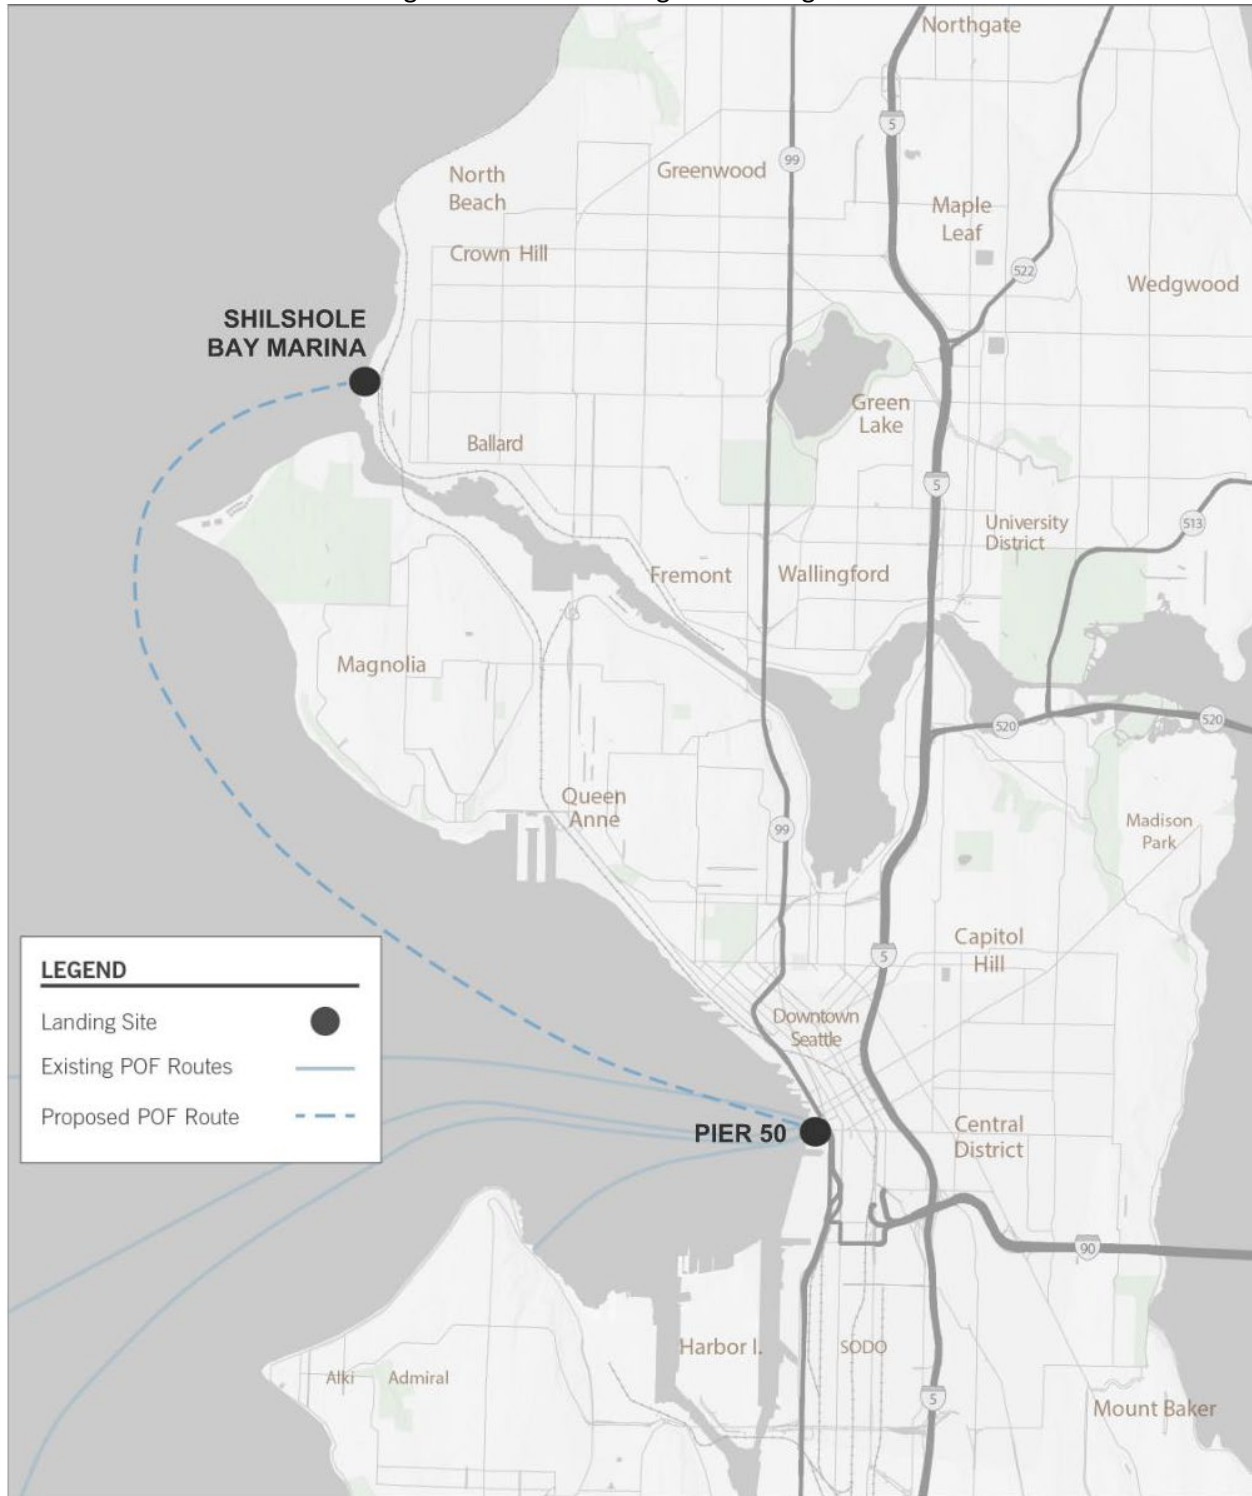 Northgate
5
99
Greenwood
North
Beach
Maple
Leaf
Crown Hill
522
Wedgwood
SHILSHOLE
BAY MARINA
Green
Lake
Ballard
5
University
District
513
Fremont
Wallingford
Magnolia
520
520
Queen
Anne
99
Madison
Park
Capitol
Hill
5
LEGEND
Landing Site
Existing POF Routes
Proposed POF Route
Downtown
Seattle
PIER 50
Central
District
90
Harbor I.
SODO
Alki
Admiral
5
Mount Baker